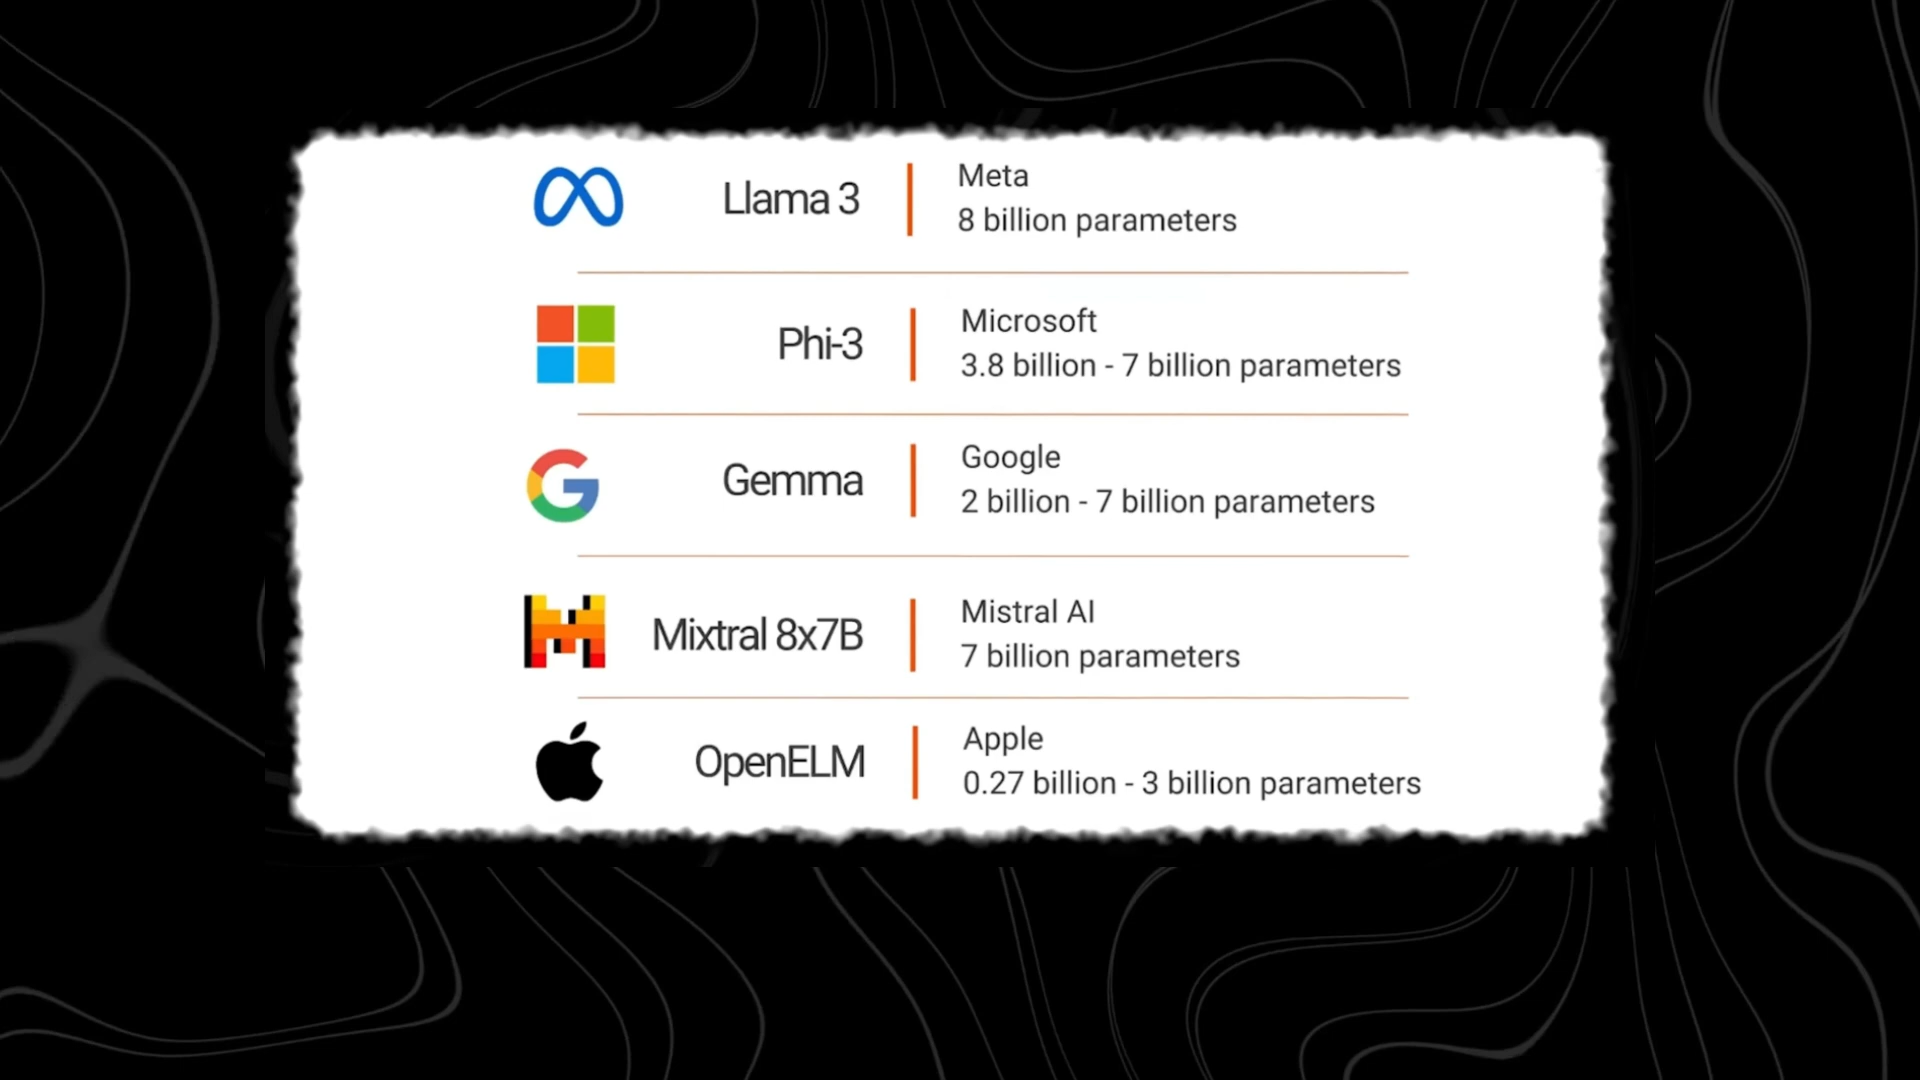 Llama 3
Meta
8 billion parameters
Phi-3
Microsoft
3.8 billion - 7 billion parameters
Gemma
Google
2 billion - 7 billion parameters
Mixtral 8x7B
Mistral AI
7 billion parameters
OpenELM
Apple
0.27 billion - 3 billion parameters